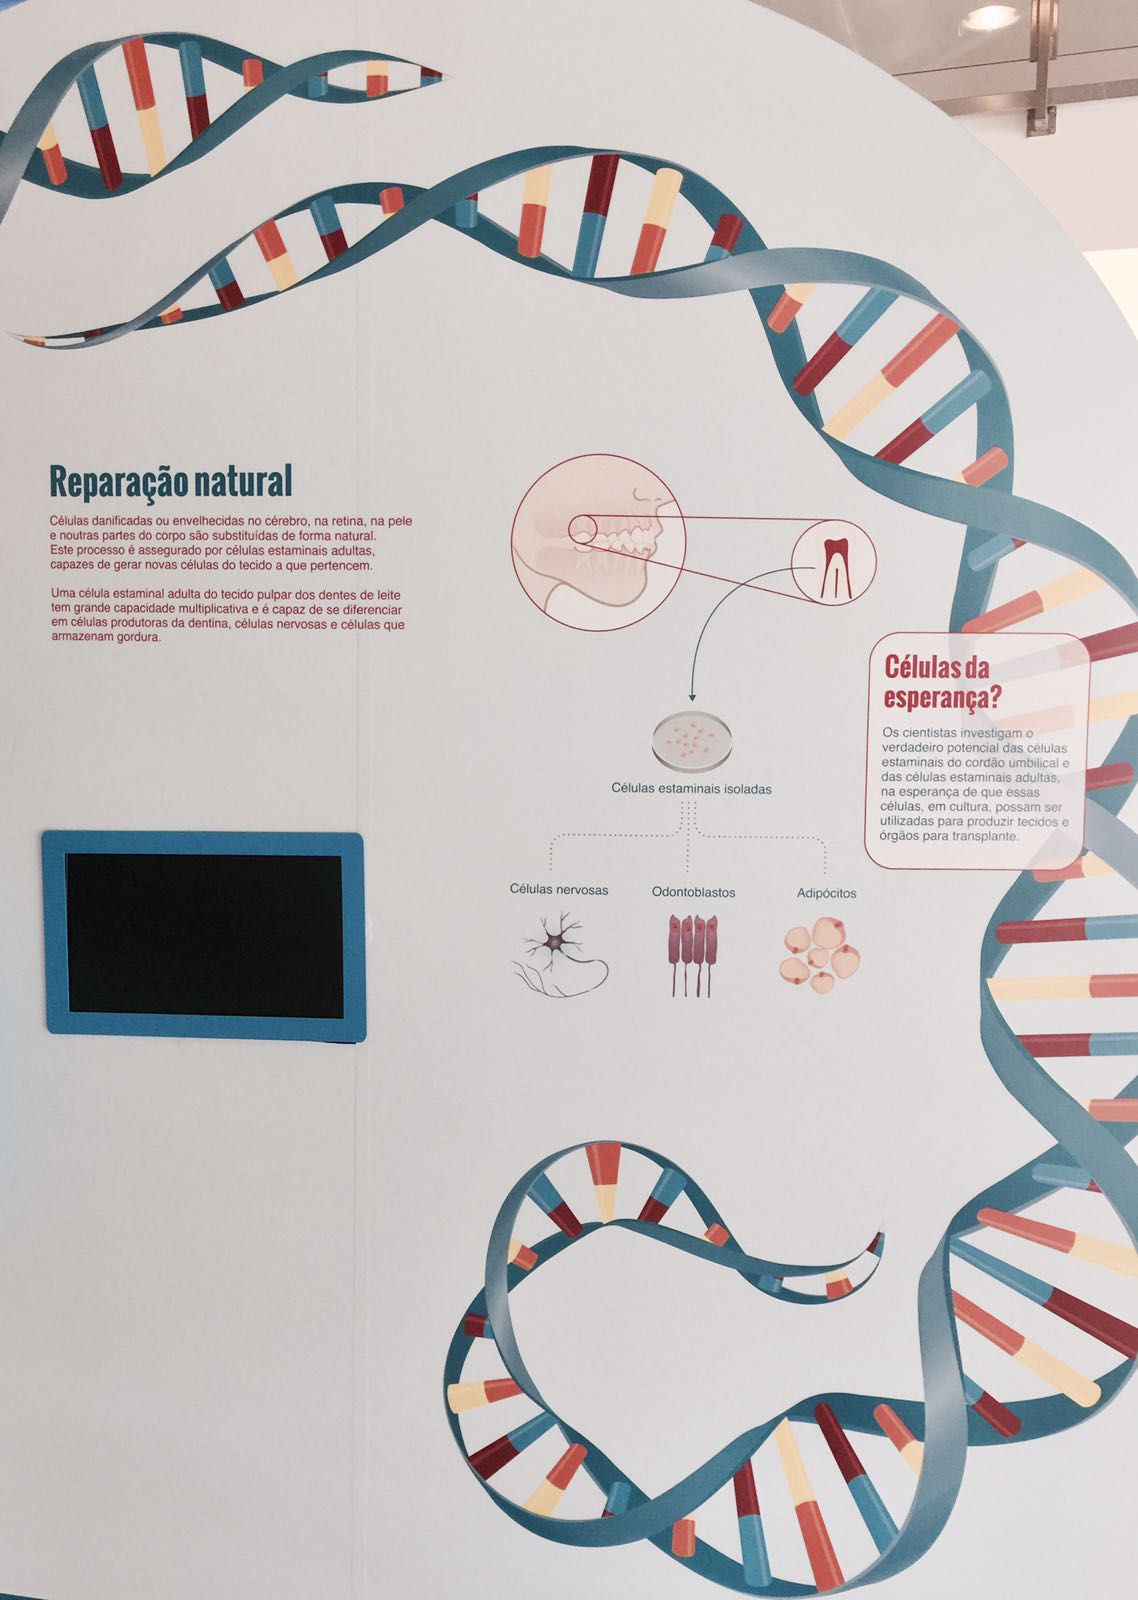 Reparação natural
Células danificadas ou envelhecidas no cérebro, na retina, na pele
e noutras partes do corpo são substituídas de forma natural.
Este processo é assegurado por células estaminais adultas,
capazes de gerar novas células do tecido a que pertencem.
Uma célula estaminal adulta do tecido pulpar dos dentes de leite
tem grande capacidade multiplicativa e é capaz de se diferenciar
em células produtoras da dentina, células nervosas e células que
armazenam gordura.
Células da
esperança?
Os cientistas investigam o
verdadeiro potencial das células
estaminais do cordão umbilical e
das células estaminais adultas,
na esperança de que essas
células, em cultura, possam ser
utilizadas para produzir tecidos e
órgãos para transplante.
Células estaminais isoladas
Células nervosas
Odontoblastos
Adipócitos